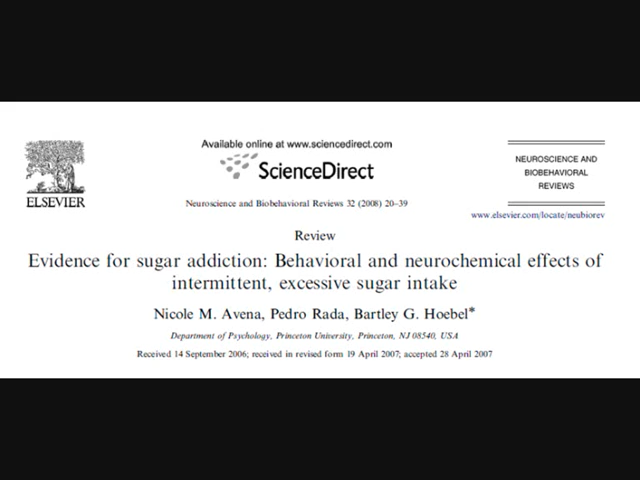 Available online at www.sciencedirect.com
ScienceDirect
ELSEVIER
Neuroscience and Biobehavioral Reviews 32 (2008) 20–39
NEUROSCIENCE AND
BIOBEHAVIORAL
REVIEWS
www.elsevier.com/locate/neubiorev
Review
Evidence for sugar addiction: Behavioral and neurochemical effects of
intermittent, excessive sugar intake
Nicole M. Avena, Pedro Rada, Bartley G. Hoebel*
Department of Psychology, Princeton University, Princeton, NJ 08540, USA
Received 14 September 2006; received in revised form 19 April 2007; accepted 28 April 2007